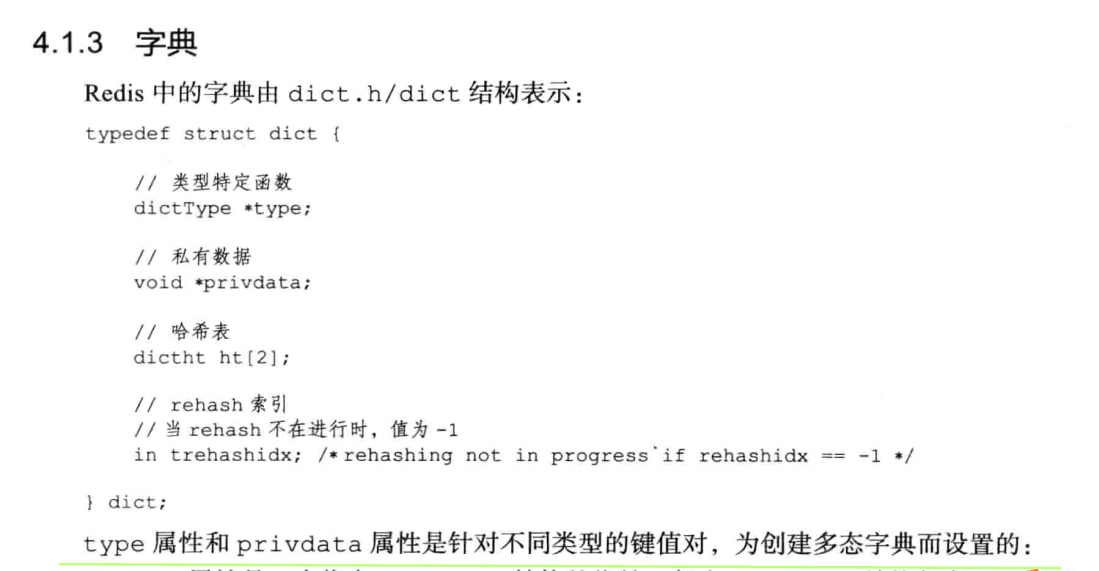 4.1.3 字典
Redis 中的字典由 dict.h/dict 结构表示：
typedef struct dict {
// 类型特定函数
dictType *type;
// 私有数据
void *privdata;
// 哈希表
dictht ht[2];
// rehash 索引
// 当 rehash 不在进行时，值为 -1
in trehashidx; /* rehashing not in progress if rehashidx == -1 */
} dict;
type 属性和 privdata 属性是针对不同类型的键值对，为创建多态字典而设置的：